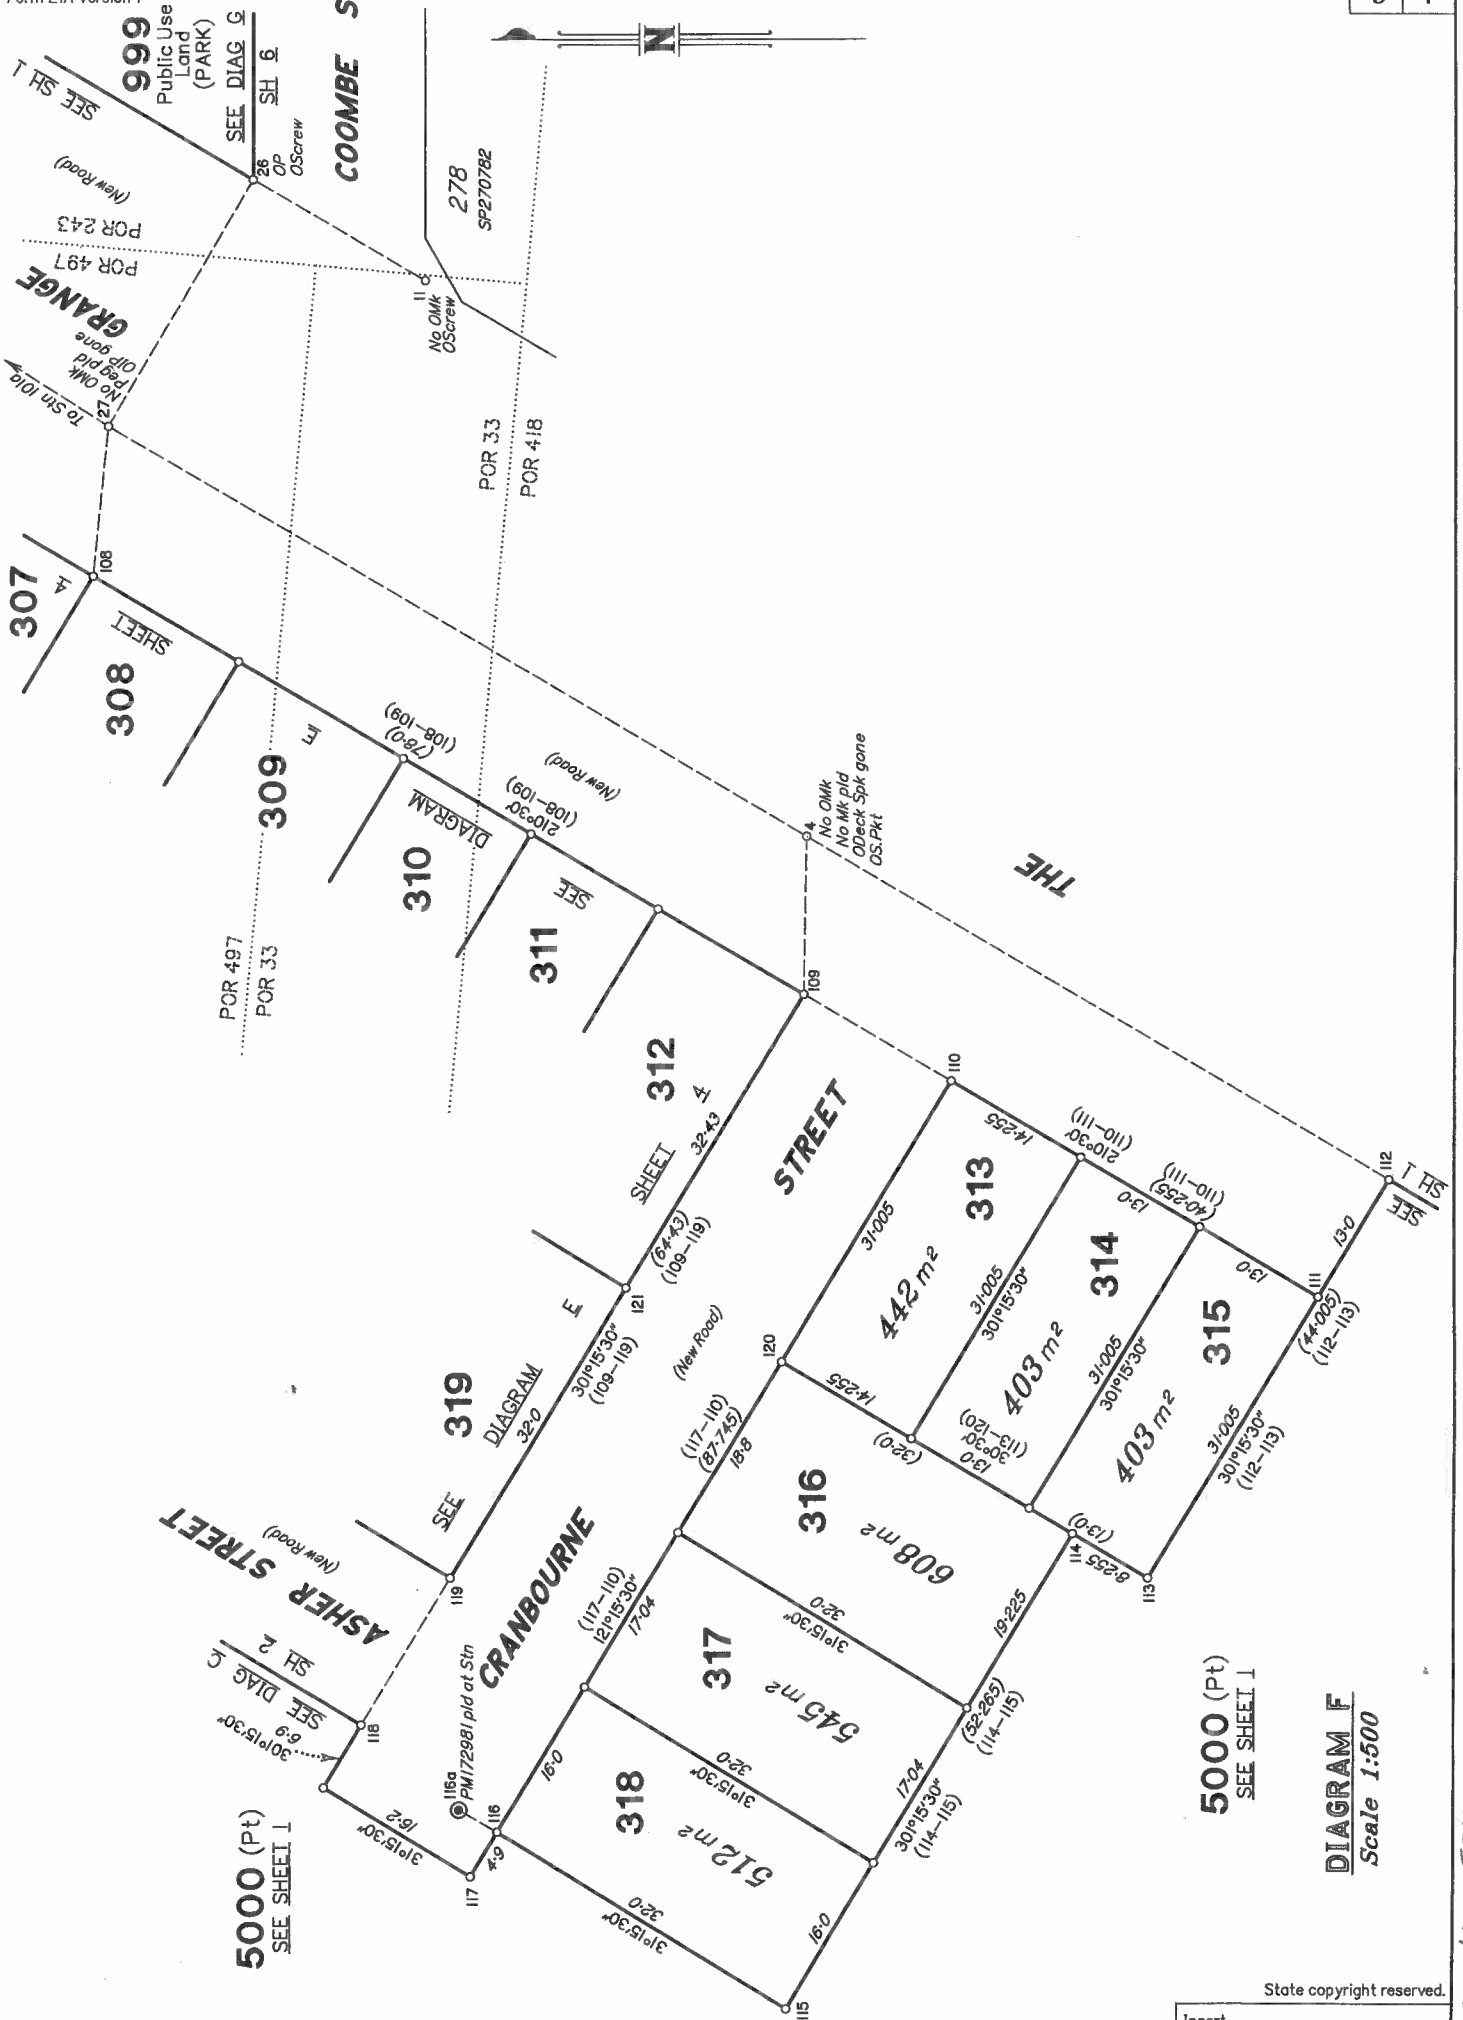 999
Public Use
Land
(PARK)
SEE DIAG G
SH 6
SEE SH 1
(New Road)
26
OP
OScrew
COOMBE S
N
278
SP270782
POR 243
POR 497
GRANGE
11
No OMk
OScrew
To Stn 101a
27
No OMk
Peg pld
OIP gone
POR 33
POR 418
307
4
108
SHEET
308
309
E
(78·0)
(108-109)
310
DIAGRAM
210°30'
(108-109)
(New Road)
311
SEE
POR 497
POR 33
4
No OMk
No Mk pld
ODeck Spk gone
OS.Pkt
THE
109
312
4
SHEET
32·43
(64·43)
(109-119)
STREET
110
14·255
313
210°30'
(110-111)
31·005
442 m²
31·005
301°15'30"
13·0
(40·255)
(110-111)
314
403 m²
31·005
301°15'30"
13·0
315
403 m²
111
13·0
112
SEE
SH 1
(44·005)
(112-113)
31·005
301°15'30"
(112-113)
121
E
301°15'30"
(109-119)
(New Road)
120
14·255
(32·0)
13·0
30°30'
(113-120)
319
DIAGRAM
32·0
SEE
(117-110)
(87·745)
18·8
316
608 m²
(13·0)
114
8·255
113
ASHER STREET
(New Road)
119
CRANBOURNE
(117-110)
121°15'30"
17·04
32·0
31°15'30"
19·225
317
545 m²
SEE DIAG C
SH 2
6·9
301°15'30"
118
116a
PM172981 pld at Stn
16·0
32·0
31°15'30"
(52·265)
(114-115)
17·04
301°15'30"
(114-115)
318
512 m²
16·2
31°15'30"
116
4·9
117
32·0
31°15'30"
16·0
115
5000 (Pt)
SEE SHEET 1
5000 (Pt)
SEE SHEET 1
DIAGRAM F
Scale 1:500
State copyright reserved.